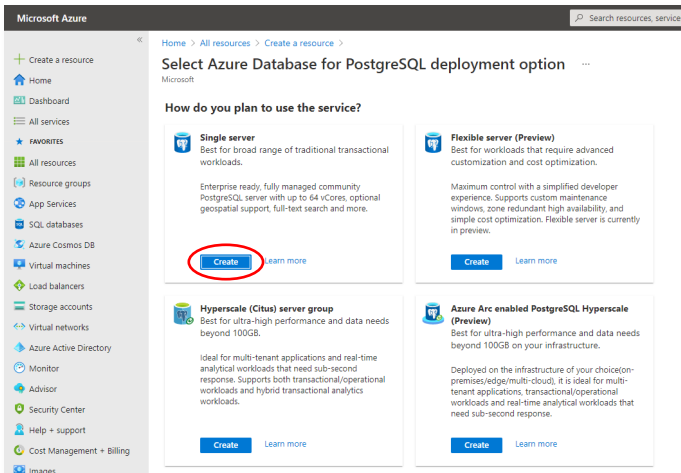 Microsoft Azure
Search resources, service
«
Create a resource
Home
Dashboard
All services
FAVORITES
All resources
Resource groups
App Services
SQL databases
Azure Cosmos DB
Virtual machines
Load balancers
Storage accounts
Virtual networks
Azure Active Directory
Monitor
Advisor
Security Center
Help + support
Cost Management + Billing
Images
Home > All resources > Create a resource >
Select Azure Database for PostgreSQL deployment option ...
Microsoft
How do you plan to use the service?
Single server
Best for broad range of traditional transactional
workloads.
Enterprise ready, fully managed community
PostgreSQL server with up to 64 vCores, optional
geospatial support, full-text search and more.
Create Learn more
Flexible server (Preview)
Best for workloads that require advanced
customization and cost optimization.
Maximum control with a simplified developer
experience. Supports custom maintenance
windows, zone redundant high availability, and
simple cost optimization. Flexible server is currently
in preview.
Create Learn more
Hyperscale (Citus) server group
Best for ultra-high performance and data needs
beyond 100GB.
Ideal for multi-tenant applications and real-time
analytical workloads that need sub-second
response. Supports both transactional/operational
workloads and hybrid transactional analytics
workloads.
Create Learn more
Azure Arc enabled PostgreSQL Hyperscale
(Preview)
Best for ultra-high performance and data needs
beyond 100GB on your infrastructure.
Deployed on the infrastructure of your choice(on-
premises/edge/multi-cloud), it is ideal for multi-
tenant applications, transactional/operational
workloads and real-time analytical workloads that
need sub-second response.
Create Learn more